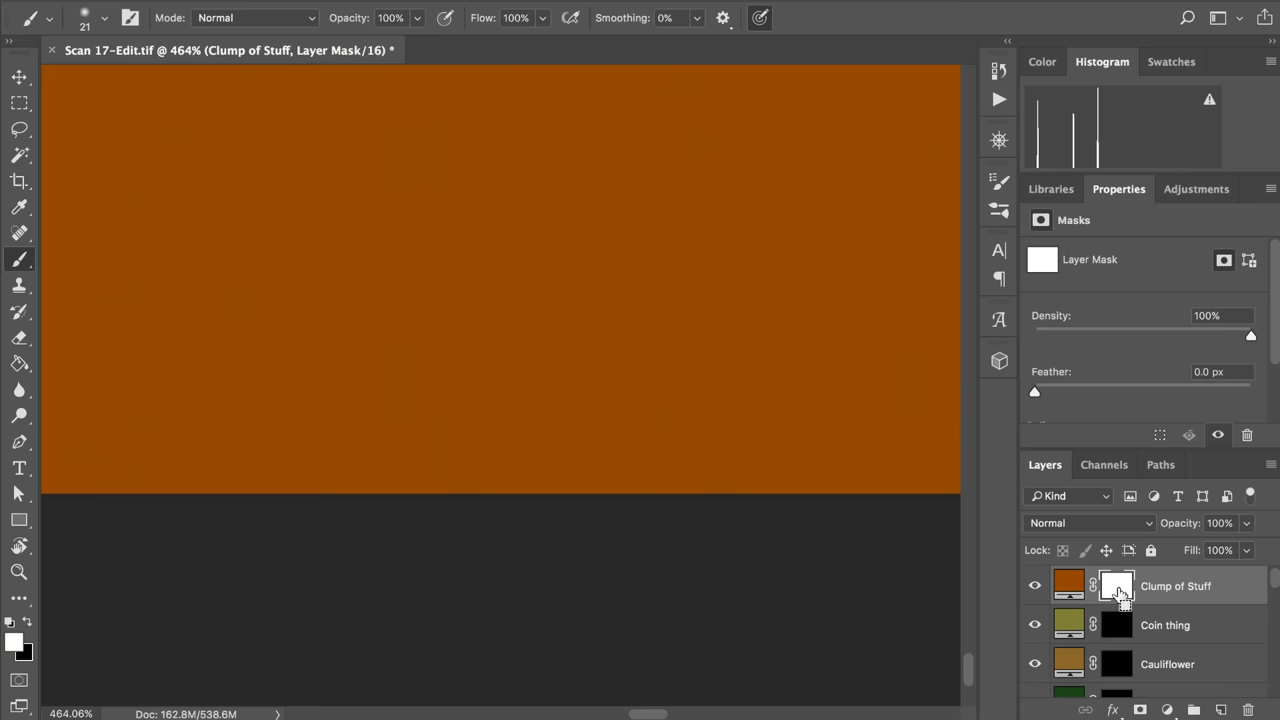 21
Mode: Normal
Opacity: 100%
Flow: 100%
Smoothing: 0%
Scan 17-Edit.tif @ 464% (Clump of Stuff, Layer Mask/16) *
Color
Histogram
Swatches
Libraries
Properties
Adjustments
Masks
Layer Mask
Density: 100%
Feather: 0.0 px
Layers
Channels
Paths
Kind
Normal
Opacity: 100%
Lock:
Fill: 100%
Clump of Stuff
Coin thing
Cauliflower
fx
464.06%
Doc: 162.8M/538.6M